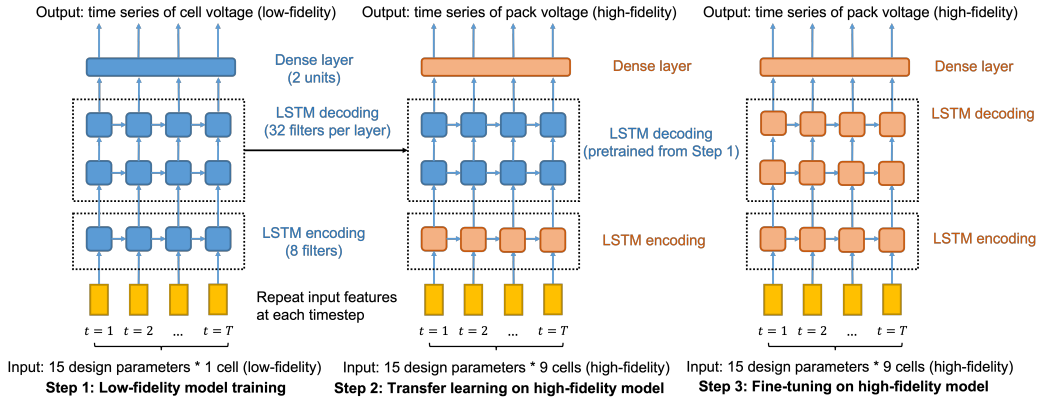 Output: time series of cell voltage (low-fidelity)
Dense layer
(2 units)
LSTM decoding
(32 filters per layer)
LSTM encoding
(8 filters)
Repeat input features
at each timestep
t = 1 t = 2 ... t = T
Input: 15 design parameters * 1 cell (low-fidelity)
Step 1: Low-fidelity model training
Output: time series of pack voltage (high-fidelity)
Dense layer
LSTM decoding
(pretrained from Step 1)
LSTM encoding
t = 1 t = 2 ... t = T
Input: 15 design parameters * 9 cells (high-fidelity)
Step 2: Transfer learning on high-fidelity model
Output: time series of pack voltage (high-fidelity)
Dense layer
LSTM decoding
LSTM encoding
t = 1 t = 2 ... t = T
Input: 15 design parameters * 9 cells (high-fidelity)
Step 3: Fine-tuning on high-fidelity model